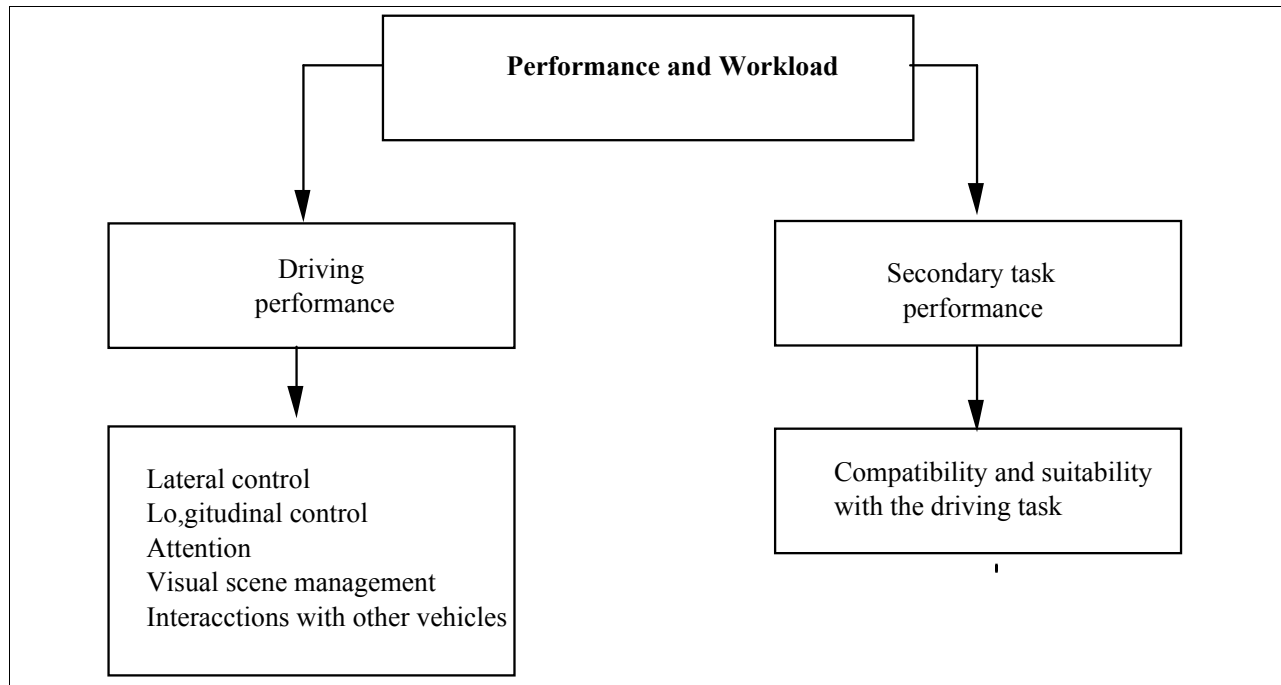 Performance and Workload
Driving
performance
Secondary task
performance
Lateral control
Lo,gitudinal control
Attention
Visual scene management
Interacctions with other vehicles
Compatibility and suitability
with the driving task